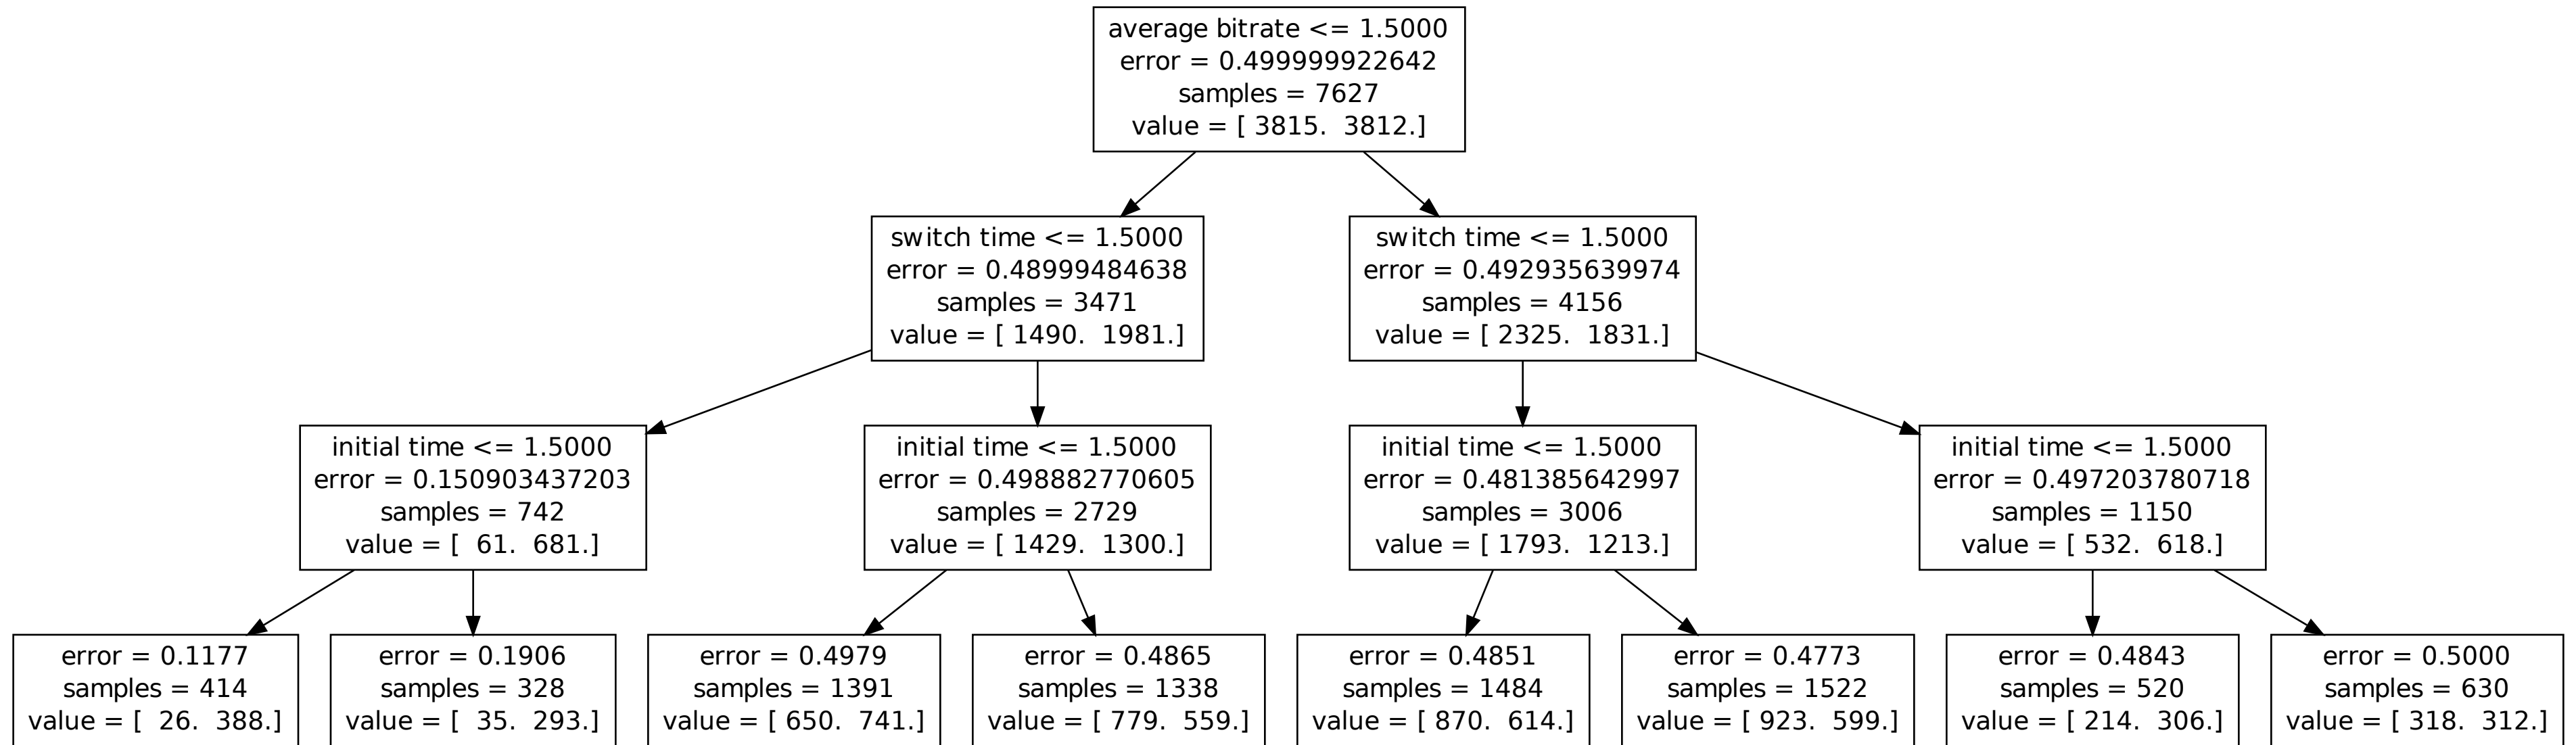 average bitrate <= 1.5000
error = 0.499999922642
samples = 7627
value = [ 3815.  3812.]
switch time <= 1.5000
error = 0.48999484638
samples = 3471
value = [ 1490.  1981.]
switch time <= 1.5000
error = 0.492935639974
samples = 4156
value = [ 2325.  1831.]
initial time <= 1.5000
error = 0.150903437203
samples = 742
value = [  61.  681.]
initial time <= 1.5000
error = 0.498882770605
samples = 2729
value = [ 1429.  1300.]
initial time <= 1.5000
error = 0.481385642997
samples = 3006
value = [ 1793.  1213.]
initial time <= 1.5000
error = 0.497203780718
samples = 1150
value = [ 532.  618.]
error = 0.1177
samples = 414
value = [  26.  388.]
error = 0.1906
samples = 328
value = [  35.  293.]
error = 0.4979
samples = 1391
value = [ 650.  741.]
error = 0.4865
samples = 1338
value = [ 779.  559.]
error = 0.4851
samples = 1484
value = [ 870.  614.]
error = 0.4773
samples = 1522
value = [ 923.  599.]
error = 0.4843
samples = 520
value = [ 214.  306.]
error = 0.5000
samples = 630
value = [ 318.  312.]